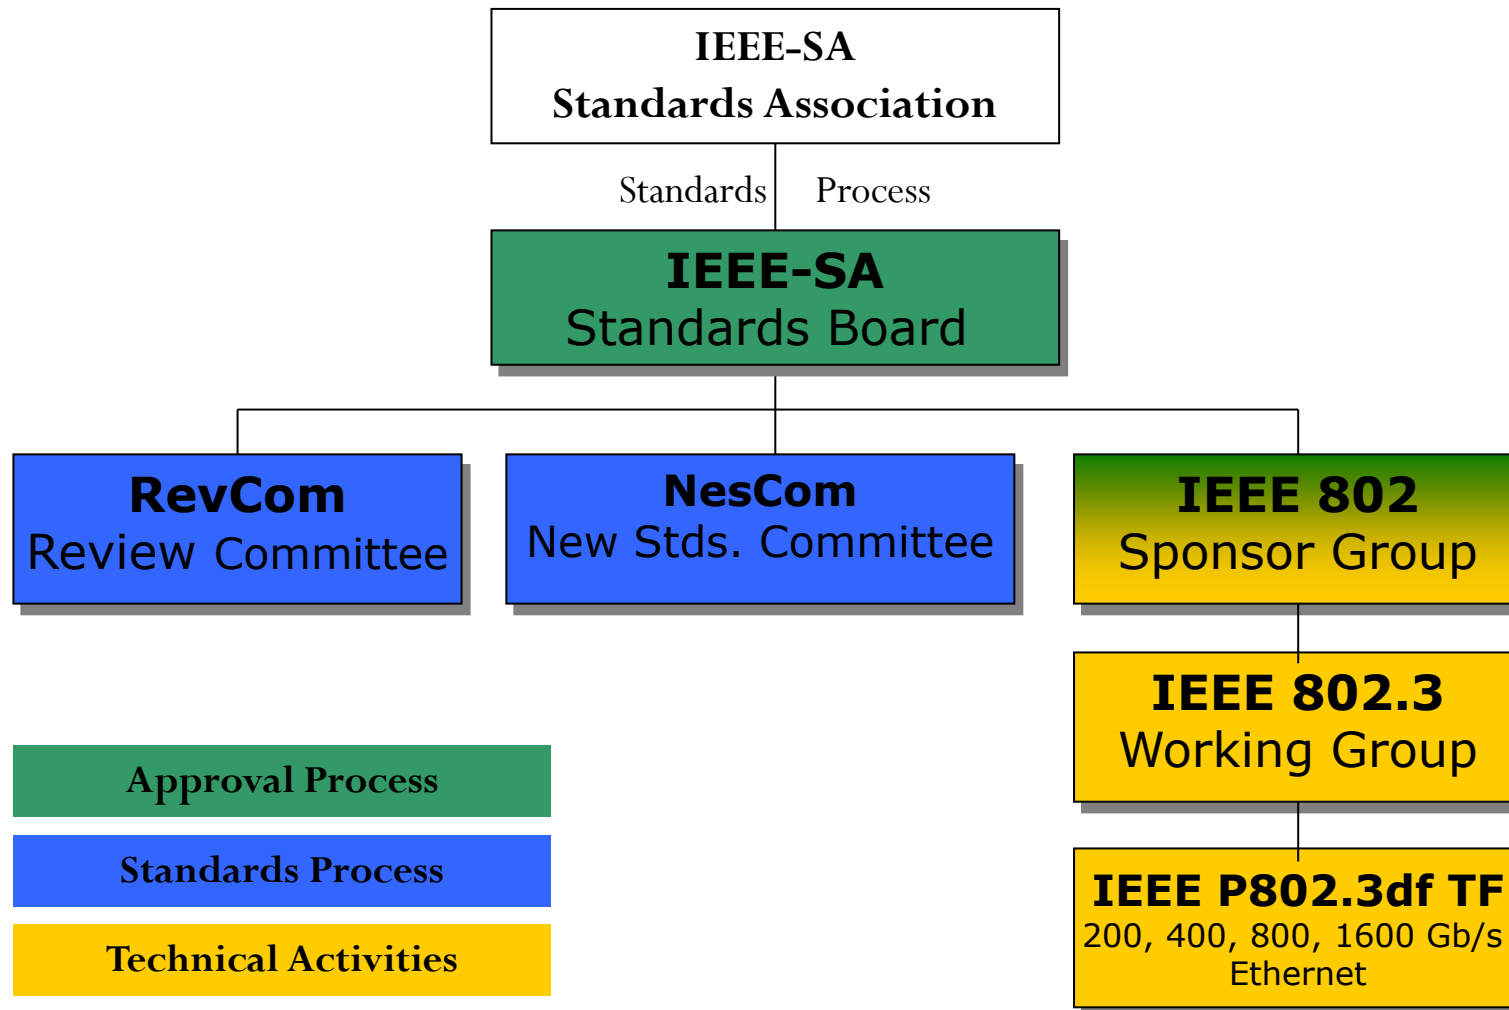 IEEE-SA
Standards Association
Standards Process
IEEE-SA
Standards Board
RevCom
Review Committee
NesCom
New Stds. Committee
IEEE 802
Sponsor Group
IEEE 802.3
Working Group
IEEE P802.3df TF
200, 400, 800, 1600 Gb/s
Ethernet
Approval Process
Standards Process
Technical Activities